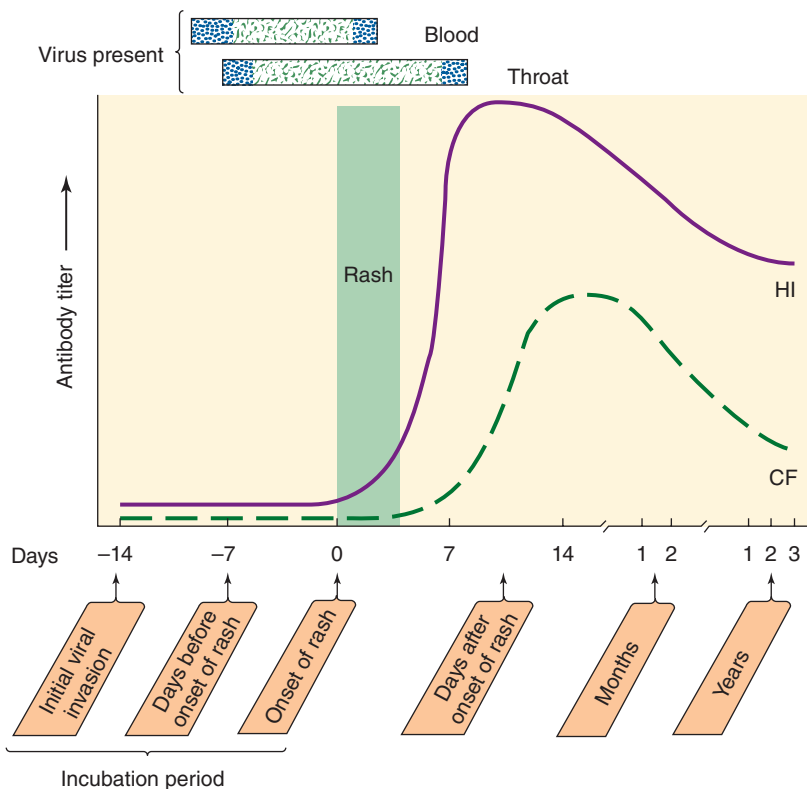 Virus present
Blood
Throat
Antibody titer
Rash
HI
CF
Days
–14 –7 0 7 14 1 2 1 2 3
Initial viral
invasion
Days before
onset of rash
Onset of rash
Days after
onset of rash
Months
Years
Incubation period